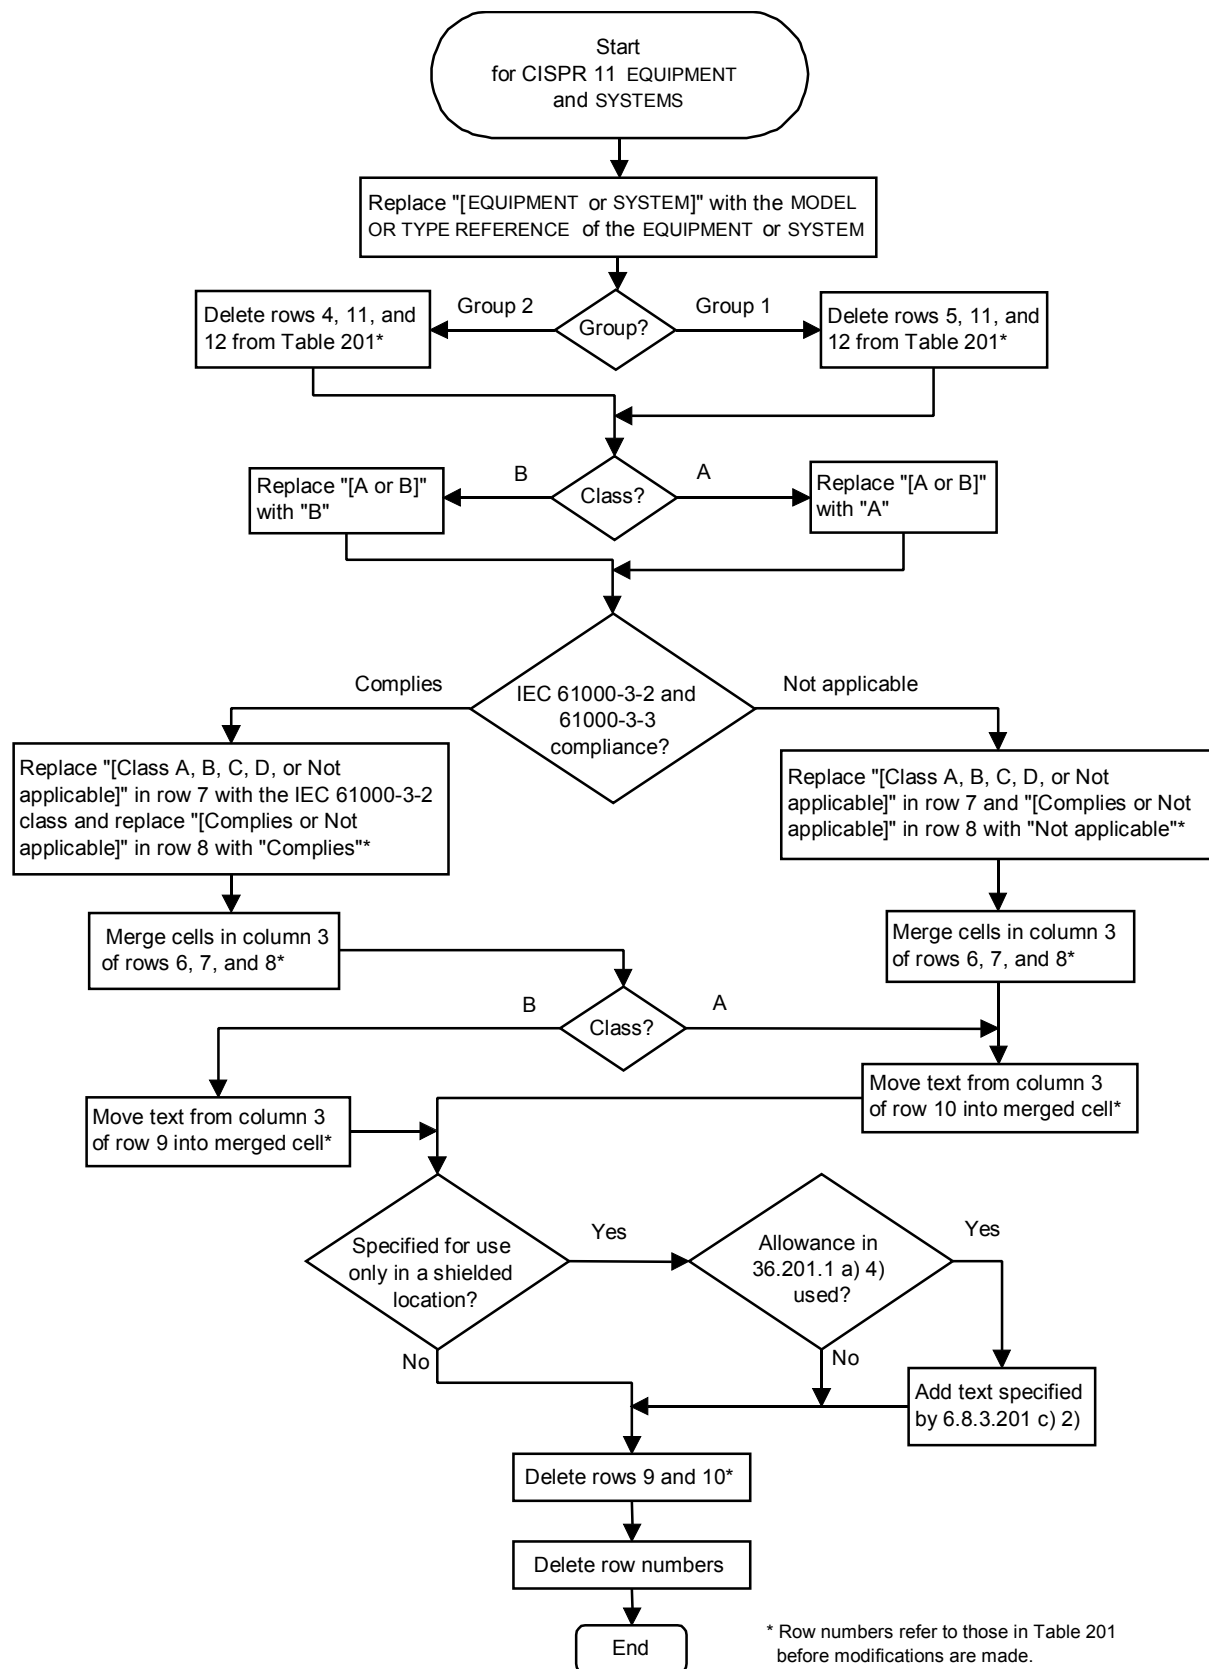 Start
for CISPR 11 EQUIPMENT
and SYSTEMS
Replace "[EQUIPMENT or SYSTEM]" with the MODEL
OR TYPE REFERENCE of the EQUIPMENT or SYSTEM
Group 2
Group?
Group 1
Delete rows 4, 11, and
12 from Table 201*
Delete rows 5, 11, and
12 from Table 201*
B
Class?
A
Replace "[A or B]"
with "B"
Replace "[A or B]"
with "A"
Complies
IEC 61000-3-2 and
61000-3-3
compliance?
Not applicable
Replace "[Class A, B, C, D, or Not
applicable]" in row 7 with the IEC 61000-3-2
class and replace "[Complies or Not
applicable]" in row 8 with "Complies"*
Replace "[Class A, B, C, D, or Not
applicable]" in row 7 and "[Complies or Not
applicable]" in row 8 with "Not applicable"*
Merge cells in column 3
of rows 6, 7, and 8*
Merge cells in column 3
of rows 6, 7, and 8*
B
Class?
A
Move text from column 3
of row 9 into merged cell*
Move text from column 3
of row 10 into merged cell*
Specified for use
only in a shielded
location?
Yes
Allowance in
36.201.1 a) 4)
used?
Yes
No
No
Add text specified
by 6.8.3.201 c) 2)
Delete rows 9 and 10*
Delete row numbers
End
* Row numbers refer to those in Table 201
before modifications are made.